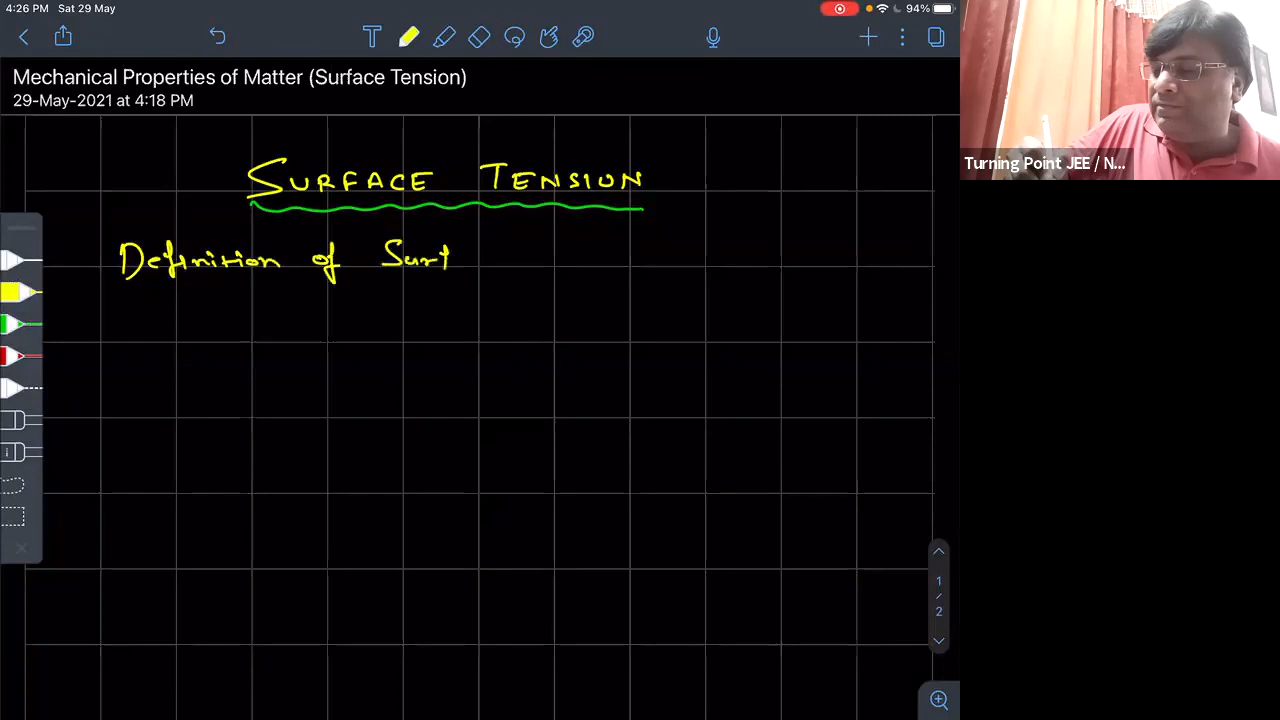 4:26 PM Sat 29 May
94%
Mechanical Properties of Matter (Surface Tension)
29-May-2021 at 4:18 PM
Turning Point JEE / N...
SURFACE TENSION
Definition of Surf
1
/
2